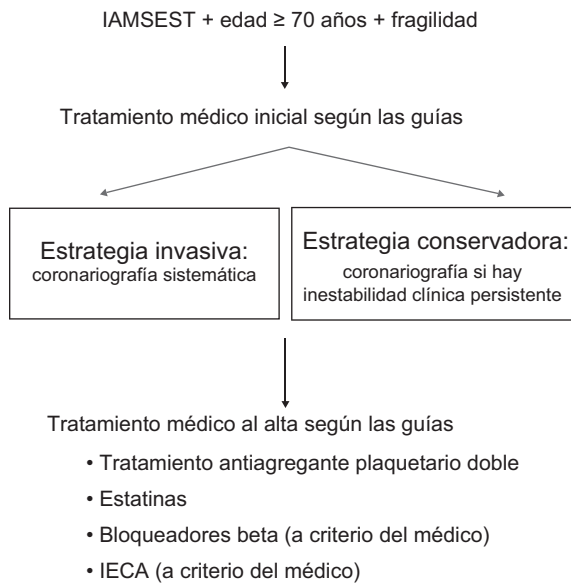 IAMSEST + edad ≥ 70 años + fragilidad
Tratamiento médico inicial según las guías
Estrategia invasiva:
coronariografía sistemática
Estrategia conservadora:
coronariografía si hay
inestabilidad clínica persistente
Tratamiento médico al alta según las guías
• Tratamiento antiagregante plaquetario doble
• Estatinas
• Bloqueadores beta (a criterio del médico)
• IECA (a criterio del médico)